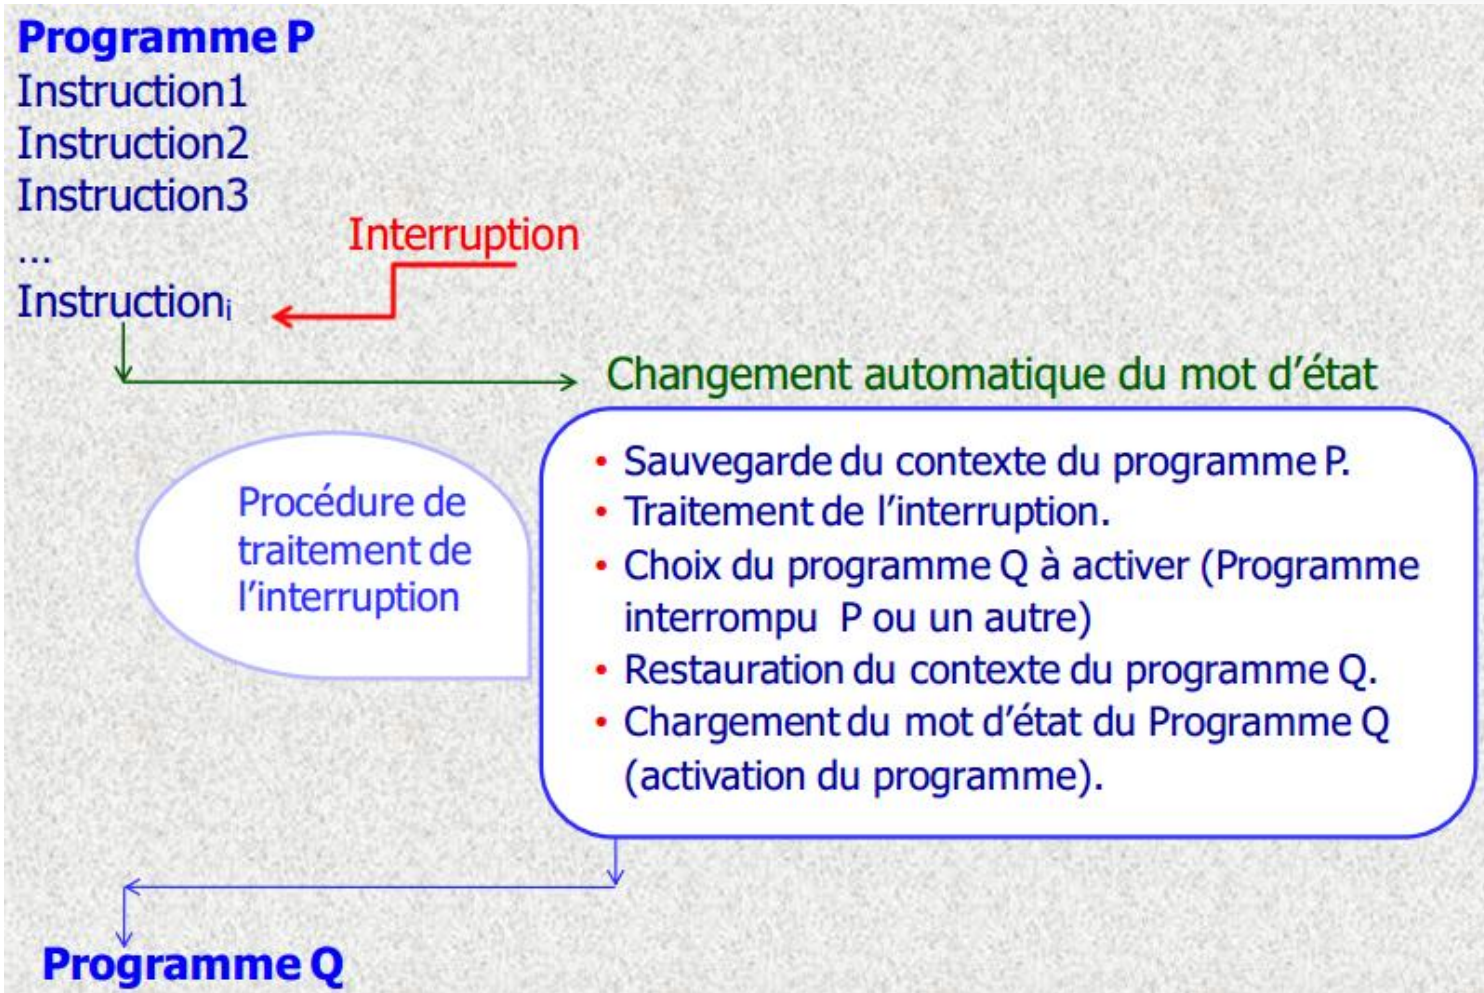 Programme P
Instruction1
Instruction2
Instruction3
...
Interruption
Instructioni
Changement automatique du mot d’état
Procédure de
traitement de
l’interruption
• Sauvegarde du contexte du programme P.
• Traitement de l’interruption.
• Choix du programme Q à activer (Programme
interrompu P ou un autre)
• Restauration du contexte du programme Q.
• Chargement du mot d’état du Programme Q
(activation du programme).
Programme Q